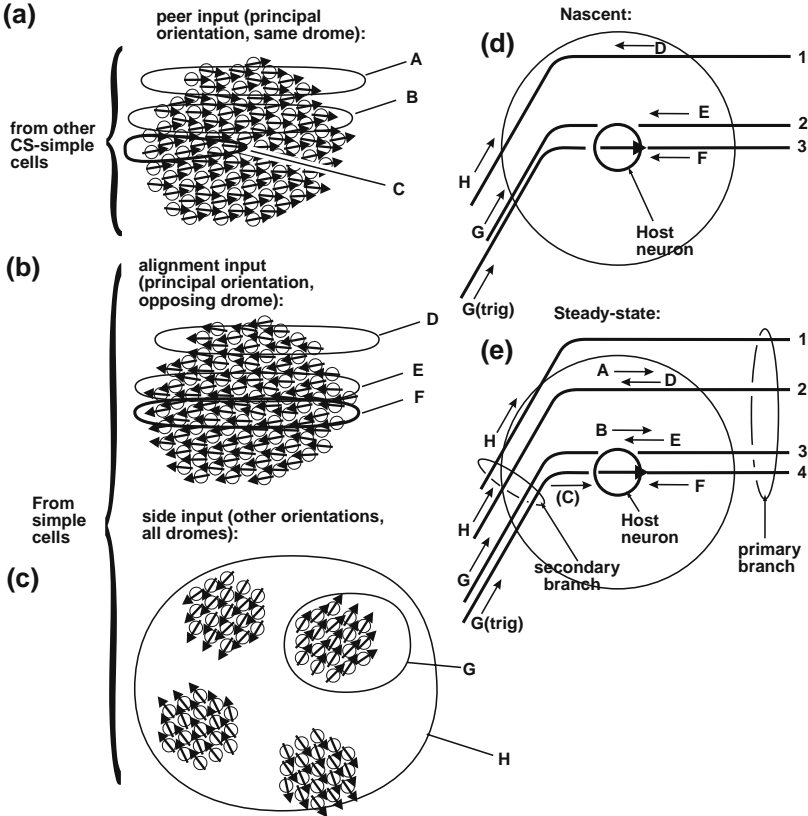 (a)
peer input (principal
orientation, same drome):
A
B
from other
CS-simple
cells
C
(b)
alignment input
(principal orientation,
opposing drome):
D
E
F
From
simple
cells
side input (other orientations,
all dromes):
(c)
G
H
Nascent:
(d)
D
1
E
2
3
F
H
G
Host
neuron
G(trig)
Steady-state:
(e)
1
A
D
2
H
B
E
3
4
(C)
F
H
Host
neuron
G
secondary
branch
primary
branch
G(trig)